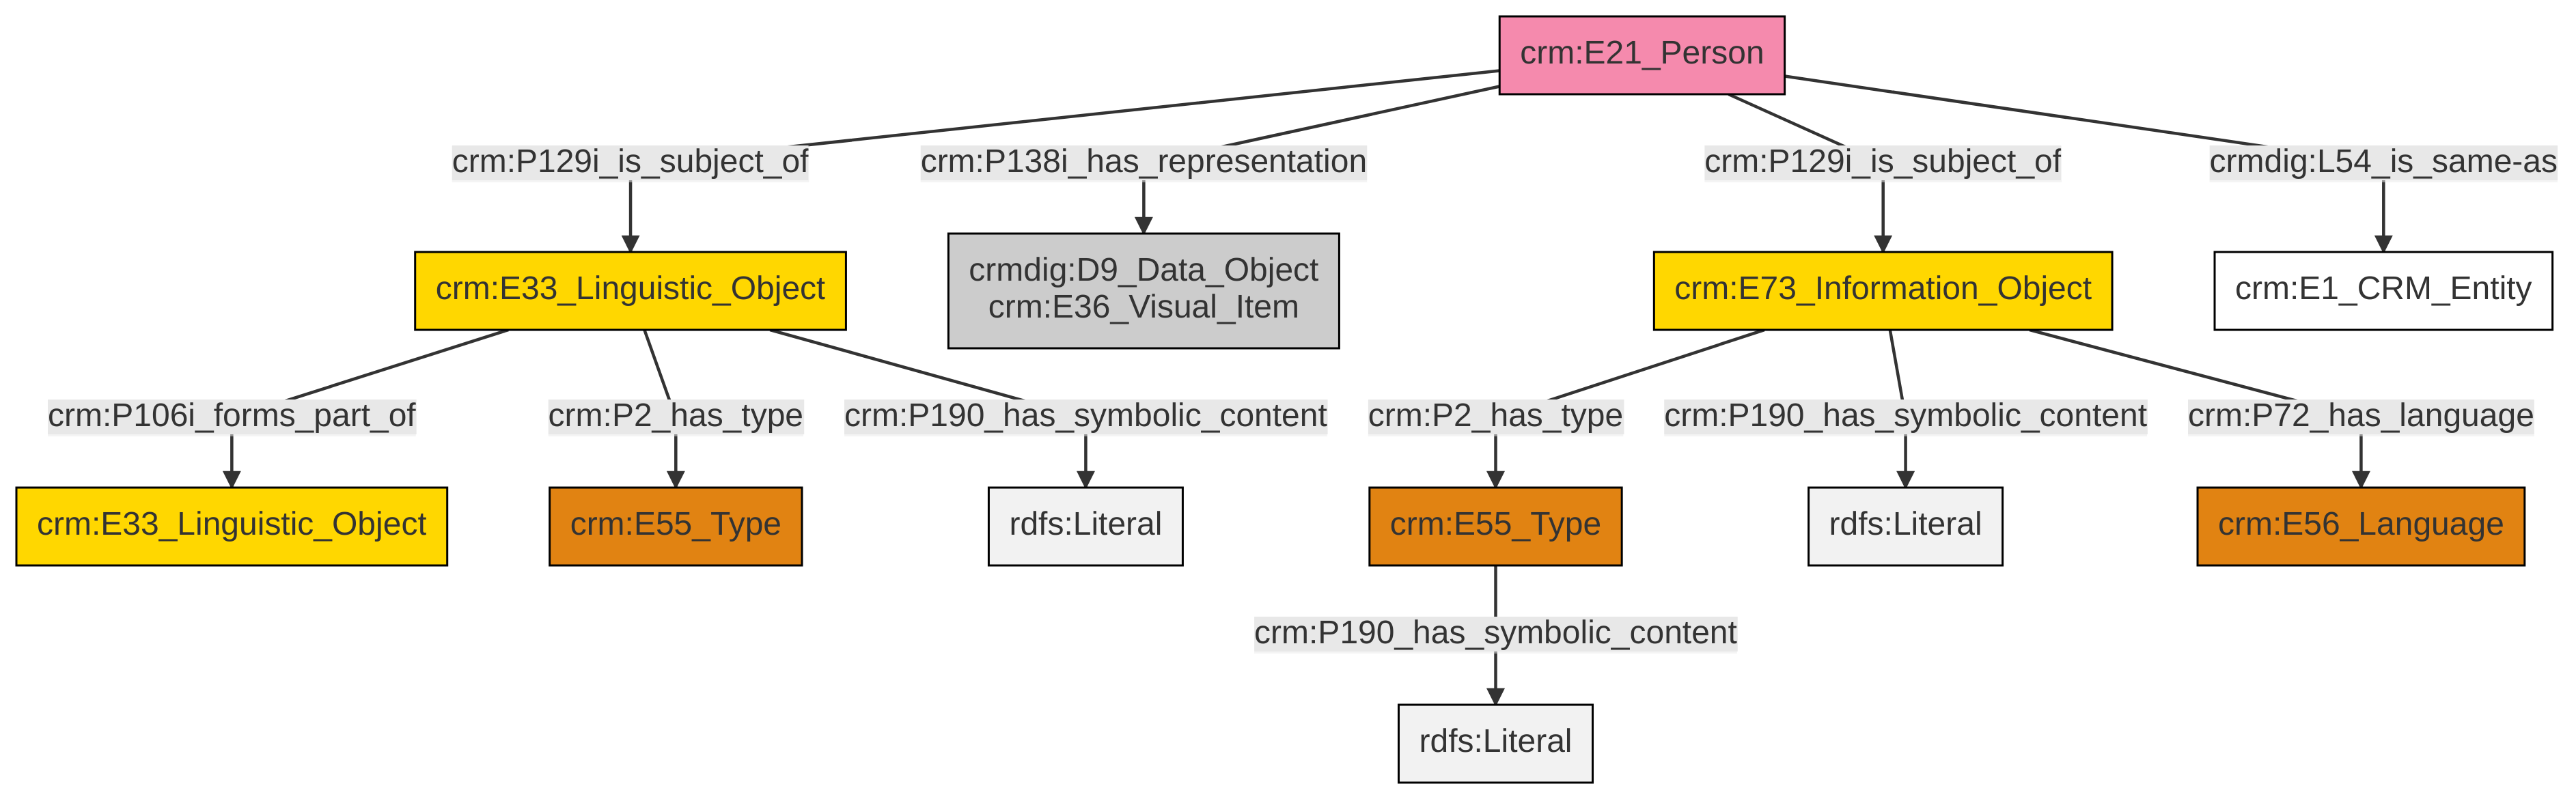 crm:E21_Person
crm:P129i_is_subject_of
crm:P138i_has_representation
crm:P129i_is_subject_of
crmdig:L54_is_same-as
crm:E33_Linguistic_Object
crmdig:D9_Data_Object
crm:E36_Visual_Item
crm:E73_Information_Object
crm:E1_CRM_Entity
crm:P106i_forms_part_of
crm:P2_has_type
crm:P190_has_symbolic_content
crm:P2_has_type
crm:P190_has_symbolic_content
crm:P72_has_language
crm:E33_Linguistic_Object
crm:E55_Type
rdfs:Literal
crm:E55_Type
rdfs:Literal
crm:E56_Language
crm:P190_has_symbolic_content
rdfs:Literal